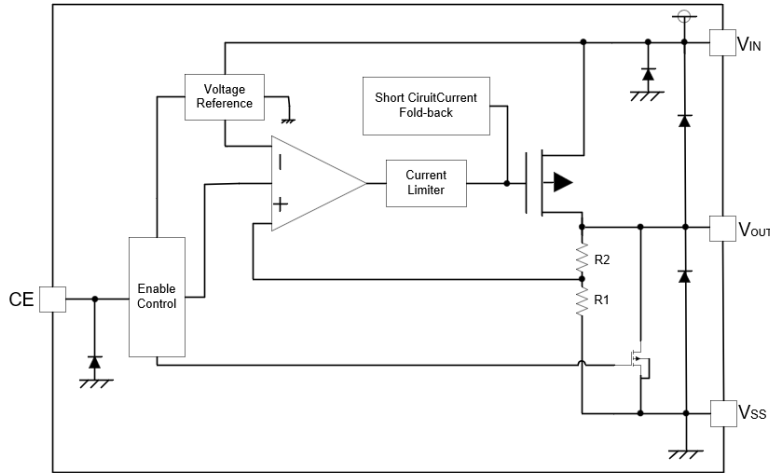 VIN
Voltage
Reference
Short CiruitCurrent
Fold-back
−
+
Current
Limiter
VOUT
R2
R1
CE
Enable
Control
VSS